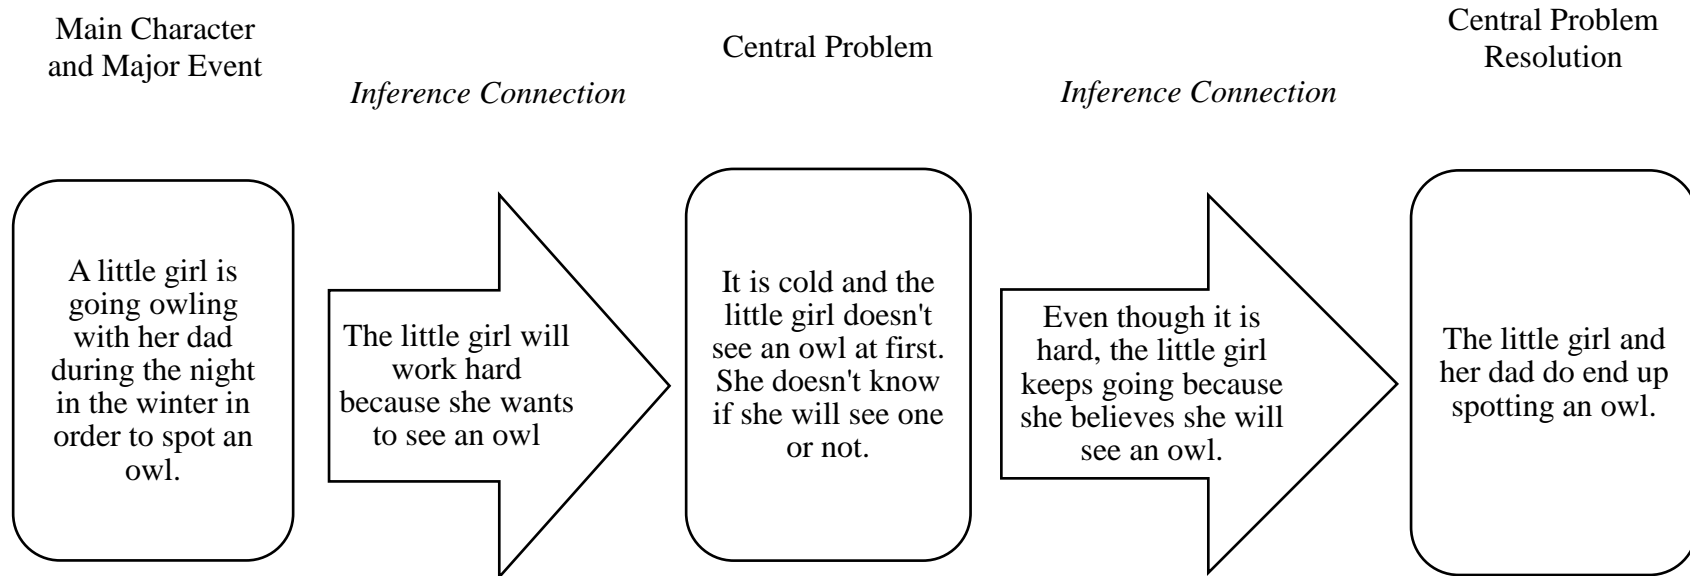 Main Character
and Major Event
Inference Connection
Central Problem
Inference Connection
Central Problem
Resolution
A little girl is
going owling
with her dad
during the night
in the winter in
order to spot an
owl.
The little girl will
work hard
because she wants
to see an owl
It is cold and the
little girl doesn't
see an owl at first.
She doesn't know
if she will see one
or not.
Even though it is
hard, the little girl
keeps going because
she believes she will
see an owl.
The little girl and
her dad do end up
spotting an owl.